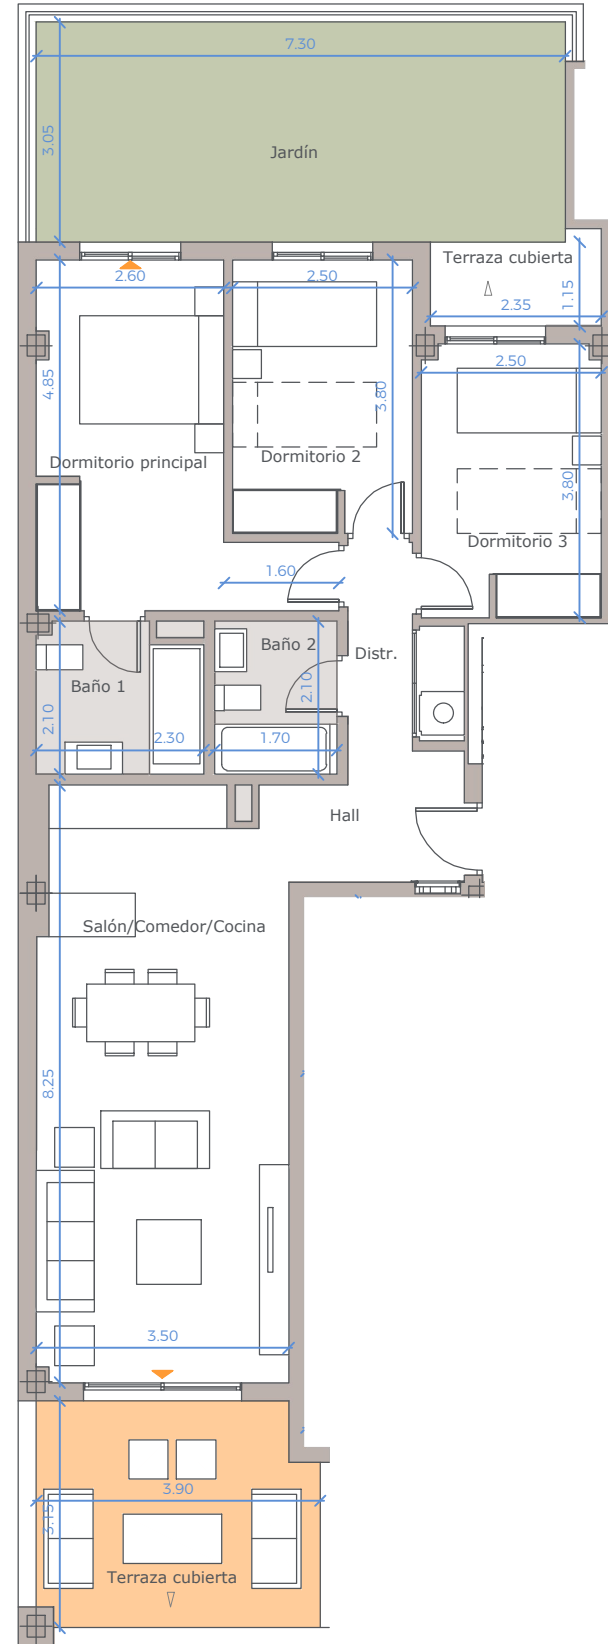 7.30
3.05
Jardín
Terraza cubierta
1.15
2.35
2.60
2.50
2.50
4.85
3.80
3.80
Dormitorio principal
Dormitorio 2
Dormitorio 3
1.60
Baño 2
Distr.
Baño 1
2.10
2.10
2.30
1.70
Hall
Salón/Comedor/Cocina
8.25
3.50
3.90
3.15
Terraza cubierta